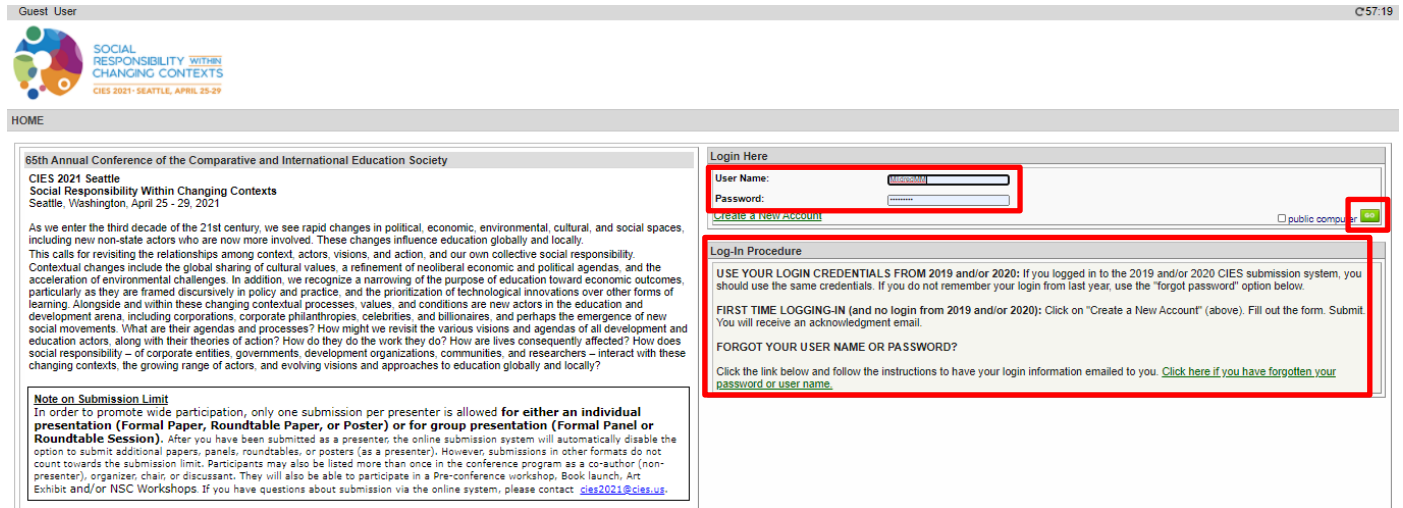 Guest User
57:19
SOCIAL
RESPONSIBILITY WITHIN
CHANGING CONTEXTS
CIES 2021- SEATTLE, APRIL 25-29
HOME
65th Annual Conference of the Comparative and International Education Society
CIES 2021 Seattle
Social Responsibility Within Changing Contexts
Seattle, Washington, April 25 - 29, 2021
As we enter the third decade of the 21st century, we see rapid changes in political, economic, environmental, cultural, and social spaces,
including new non-state actors who are now more involved. These changes influence education globally and locally.
This calls for revisiting the relationships among context, actors, visions, and action, and our own collective social responsibility.
Contextual changes include the global sharing of cultural values, a refinement of neoliberal economic and political agendas, and the
acceleration of environmental challenges. In addition, we recognize a narrowing of the purpose of education toward economic outcomes,
particularly as they are framed discursively in policy and practice, and the prioritization of technological innovations over other forms of
learning. Alongside and within these changing contextual processes, values, and conditions are new actors in the education and
development arena, including corporations, corporate philanthropies, celebrities, and billionaires, and perhaps the emergence of new
social movements. What are their agendas and processes? How might we revisit the various visions and agendas of all development and
education actors, along with their theories of action? How do they do the work they do? How are lives consequently affected? How does
social responsibility – of corporate entities, governments, development organizations, communities, and researchers – interact with these
changing contexts, the growing range of actors, and evolving visions and approaches to education globally and locally?
Note on Submission Limit
In order to promote wide participation, only one submission per presenter is allowed for either an individual
presentation (Formal Paper, Roundtable Paper, or Poster) or for group presentation (Formal Panel or
Roundtable Session). After you have been submitted as a presenter, the online submission system will automatically disable the
option to submit additional papers, panels, roundtables, or posters (as a presenter). However, submissions in other formats do not
count towards the submission limit. Participants may also be listed more than once in the conference program as a co-author (non-
presenter), organizer, chair, or discussant. They will also be able to participate in a Pre-conference workshop, Book launch, Art
Exhibit and/or NSC Workshops. If you have questions about submission via the online system, please contact cies2021@cies.us.
Login Here
User Name:
Password:
Create a New Account
public computer GO
Log-In Procedure
USE YOUR LOGIN CREDENTIALS FROM 2019 and/or 2020: If you logged in to the 2019 and/or 2020 CIES submission system, you
should use the same credentials. If you do not remember your login from last year, use the "forgot password" option below.
FIRST TIME LOGGING-IN (and no login from 2019 and/or 2020): Click on "Create a New Account" (above). Fill out the form. Submit.
You will receive an acknowledgment email.
FORGOT YOUR USER NAME OR PASSWORD?
Click the link below and follow the instructions to have your login information emailed to you. Click here if you have forgotten your
password or user name.